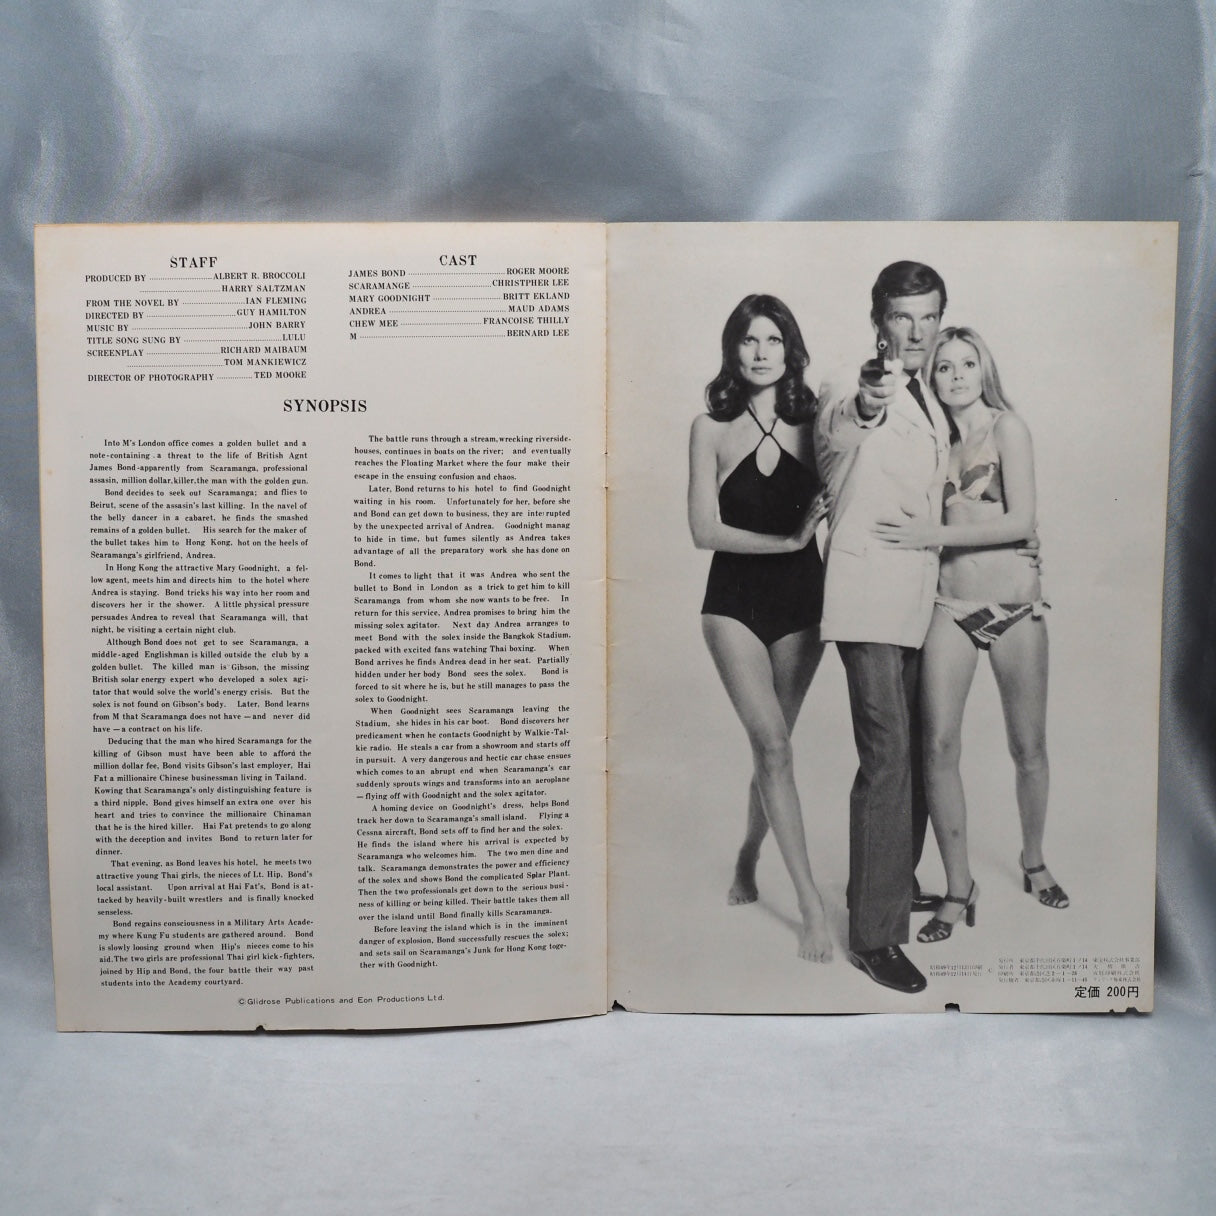 STAFF
PRODUCED BY ALBERT R. BROCCOLI
HARRY SALTZMAN
FROM THE NOVEL BY IAN FLEMING
DIRECTED BY GUY HAMILTON
MUSIC BY JOHN BARRY
TITLE SONG SUNG BY LULU
SCREENPLAY RICHARD MAIBAUM
TOM MANKIEWICZ
DIRECTOR OF PHOTOGRAPHY TED MOORE
CAST
JAMES BOND ROGER MOORE
SCARAMANGE CHRISTPHER LEE
MARY GOODNIGHT BRITT EKLAND
ANDREA MAUD ADAMS
CHEW MEE FRANCOISE THILLY
M BERNARD LEE
SYNOPSIS
Into M's London office comes a golden bullet and a
note-containing a threat to the life of British Agnt
James Bond-apparently from Scaramanga, professional
assasin, million dollar,killer,the man with the golden gun.
Bond decides to seek out Scaramanga; and flies to
Beirut, scene of the assasin's last killing. In the navel of
the belly dancer in a cabaret, he finds the smashed
remains of a golden bullet. His search for the maker of
the bullet takes him to Hong Kong, hot on the heels of
Scaramanga's girlfriend, Andrea.
In Hong Kong the attractive Mary Goodnight, a fel-
low agent, meets him and directs him to the hotel where
Andrea is staying. Bond tricks his way into her room and
discovers her ir the shower. A little physical pressure
persuades Andrea to reveal that Scaramanga will, that
night, be visiting a certain night club.
Although Bond does not get to see Scaramanga, a
middle-aged Englishman is killed outside the club by a
golden bullet. The killed man is Gibson, the missing
British solar energy expert who developed a solex agi-
tator that would solve the world's energy crisis. But the
solex is not found on Gibson's body. Later, Bond learns
from M that Scaramanga does not have — and never did
have — a contract on his life.
Deducing that the man who hired Scaramanga for the
killing of Gibson must have been able to afford the
million dollar fee, Bond visits Gibson's last employer, Hai
Fat a millionaire Chinese businessman living in Tailand.
Kowing that Scaramanga's only distinguishing feature is
a third nipple, Bond gives himself an extra one over his
heart and tries to convince the millionaire Chinaman
that he is the hired killer. Hai Fat pretends to go along
with the deception and invites Bond to return later for
dinner.
That evening, as Bond leaves his hotel, he meets two
attractive young Thai girls, the nieces of Lt. Hip, Bond's
local assistant. Upon arrival at Hai Fat's, Bond is at-
tacked by heavily-built wrestlers and is finally knocked
senseless.
Bond regains consciousness in a Military Arts Acade-
my where Kung Fu students are gathered around. Bond
is slowly loosing ground when Hip's nieces come to his
aid.The two girls are professional Thai girl kick-fighters,
joined by Hip and Bond, the four battle their way past
students into the Academy courtyard.
The battle runs through a stream,wrecking riverside-
houses, continues in boats on the river; and eventually
reaches the Floating Market where the four make their
escape in the ensuing confusion and chaos.
Later, Bond returns to his hotel to find Goodnight
waiting in his room. Unfortunately for her, before she
and Bond can get down to business, they are interrupted
by the unexpected arrival of Andrea. Goodnight manag
to hide in time, but fumes silently as Andrea takes
advantage of all the preparatory work she has done on
Bond.
It comes to light that it was Andrea who sent the
bullet to Bond in London as a trick to get him to kill
Scaramanga from whom she now wants to be free. In
return for this service, Andrea promises to bring him the
missing solex agitator. Next day Andrea arranges to
meet Bond with the solex inside the Bangkok Stadium,
packed with excited fans watching Thai boxing. When
Bond arrives he finds Andrea dead in her seat. Partially
hidden under her body Bond sees the solex. Bond is
forced to sit where he is, but he still manages to pass the
solex to Goodnight.
When Goodnight sees Scaramanga leaving the
Stadium, she hides in his car boot. Bond discovers her
predicament when he contacts Goodnight by Walkie-Tal-
kie radio. He steals a car from a showroom and starts off
in pursuit. A very dangerous and hectic car chase ensues
which comes to an abrupt end when Scaramanga's car
suddenly sprouts wings and transforms into an aeroplane
— flying off with Goodnight and the solex agitator.
A homing device on Goodnight's dress, helps Bond
track her down to Scaramanga's small island. Flying a
Cessna aircraft, Bond sets off to find her and the solex.
He finds the island where his arrival is expected by
Scaramanga who welcomes him. The two men dine and
talk. Scaramanga demonstrates the power and efficiency
of the solex and shows Bond the complicated Splar Plant.
Then the two professionals get down to the serious busi-
ness of killing or being killed. Their battle takes them all
over the island until Bond finally kills Scaramanga.
Before leaving the island which is in the imminent
danger of explosion, Bond successfully rescues the solex;
and sets sail on Scaramanga's Junk for Hong Kong toge-
ther with Goodnight.
©Glidrose Publications and Eon Productions Ltd.
定価 200円